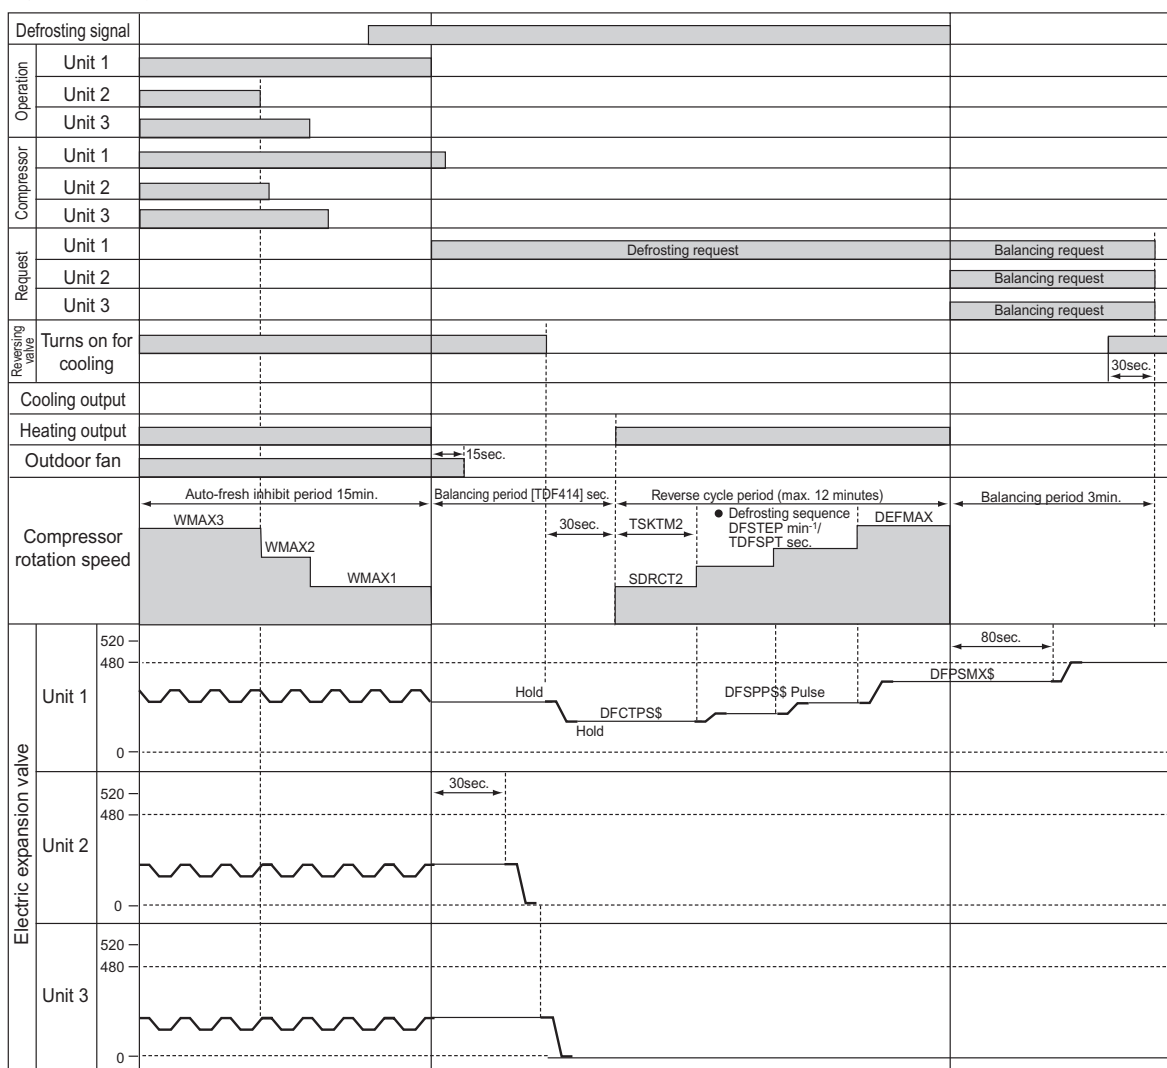 Defrosting signal
Operation
Unit 1
Unit 2
Unit 3
Compressor
Unit 1
Unit 2
Unit 3
Request
Unit 1
Defrosting request
Balancing request
Unit 2
Balancing request
Unit 3
Balancing request
Reversing valve
Turns on for
cooling
30sec.
Cooling output
Heating output
Outdoor fan
15sec.
Compressor
rotation speed
Auto-fresh inhibit period 15min.
Balancing period [TDF414] sec.
Reverse cycle period (max. 12 minutes)
Balancing period 3min.
WMAX3
WMAX2
WMAX1
30sec.
TSKTM2
● Defrosting sequence
DFSTEP min-1/
TDFSPT sec.
DEFMAX
SDRCT2
Electric expansion valve
Unit 1
520
480
0
Hold
DFCTPS$
Hold
DFSPPS$ Pulse
DFPSMX$
80sec.
Unit 2
520
480
0
30sec.
Unit 3
520
480
0